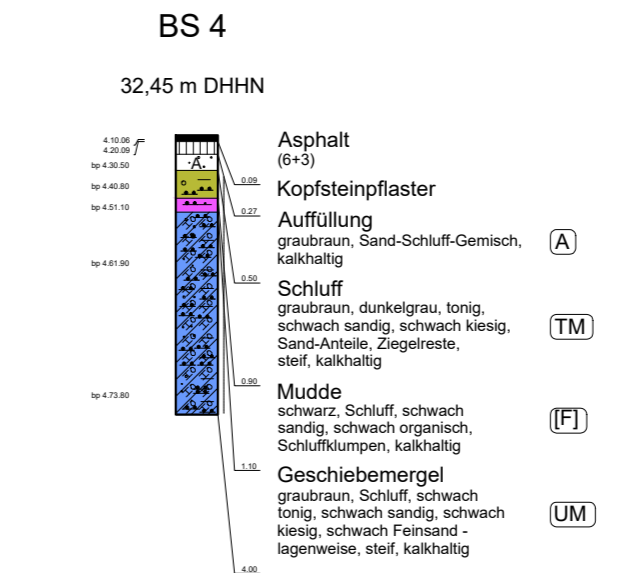 BS 4
32,45 m DHHN
4.10.06
4.20.09
bp 4.30.50
bp 4.40.80
bp 4.51.10
bp 4.61.90
bp 4.73.80
A
0.09
0.27
0.50
0.90
1.10
4.00
Asphalt
(6+3)
Kopfsteinpflaster
Auffüllung
graubraun, Sand-Schluff-Gemisch,
kalkhaltig
A
Schluff
graubraun, dunkelgrau, tonig,
schwach sandig, schwach kiesig,
Sand-Anteile, Ziegelreste,
steif, kalkhaltig
TM
Mudde
schwarz, Schluff, schwach
sandig, schwach organisch,
Schluffklumpen, kalkhaltig
[F]
Geschiebemergel
graubraun, Schluff, schwach
tonig, schwach sandig, schwach
kiesig, schwach Feinsand -
lagenweise, steif, kalkhaltig
UM